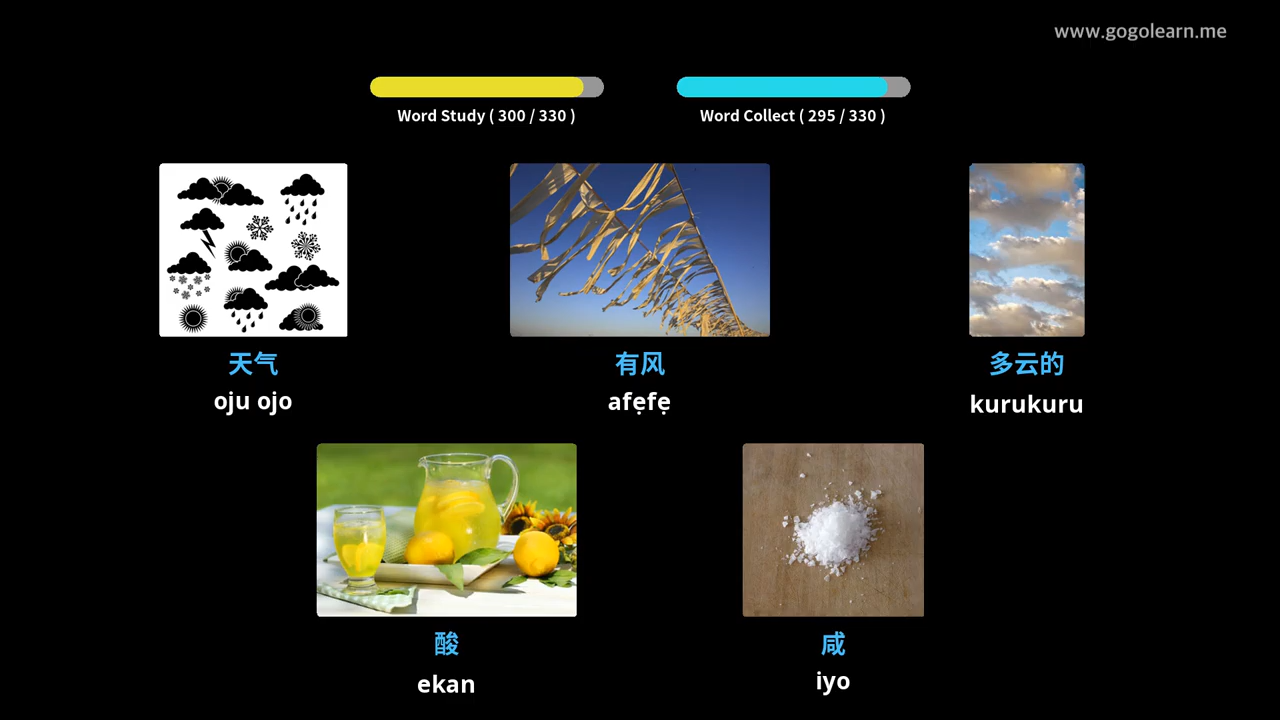 www.gogolearn.me
Word Study ( 300 / 330 )
Word Collect ( 295 / 330 )
天气
oju ojo
有风
afẹfẹ
多云的
kurukuru
酸
ekan
咸
iyo